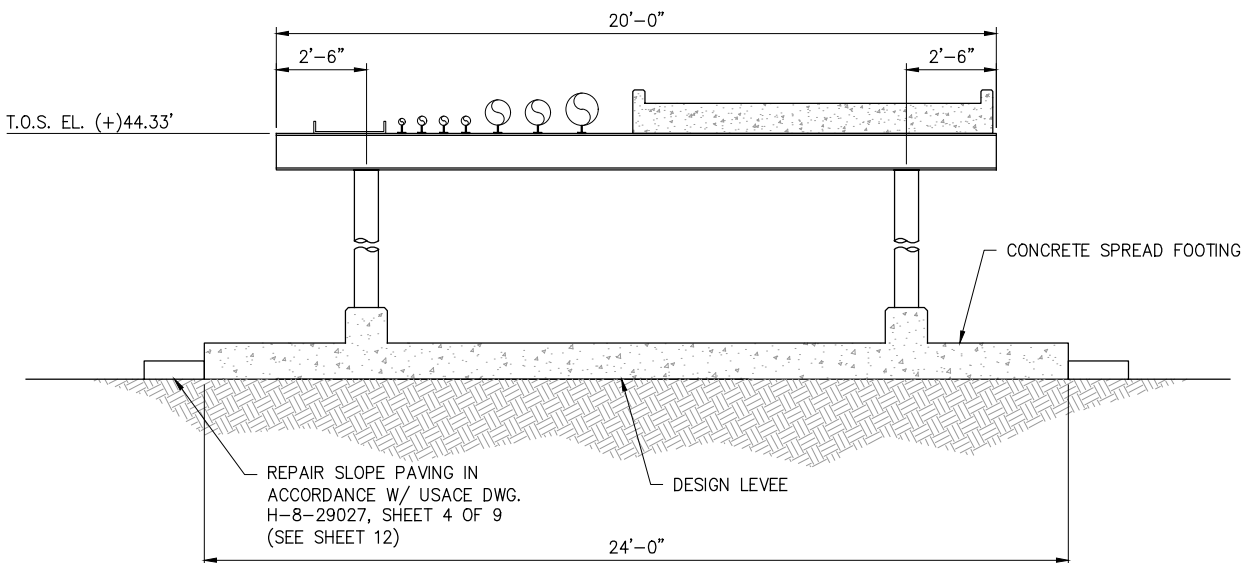 20'-0"
2'-6"
2'-6"
T.O.S. EL. (+)44.33'
CONCRETE SPREAD FOOTING
REPAIR SLOPE PAVING IN
ACCORDANCE W/ USACE DWG.
H-8-29027, SHEET 4 OF 9
(SEE SHEET 12)
DESIGN LEVEE
24'-0"